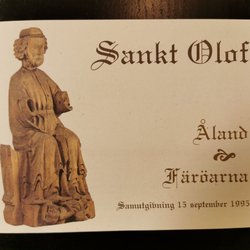 Sankt Olof
Åland
&
Färöarna
Samutgivning 15 september 1995